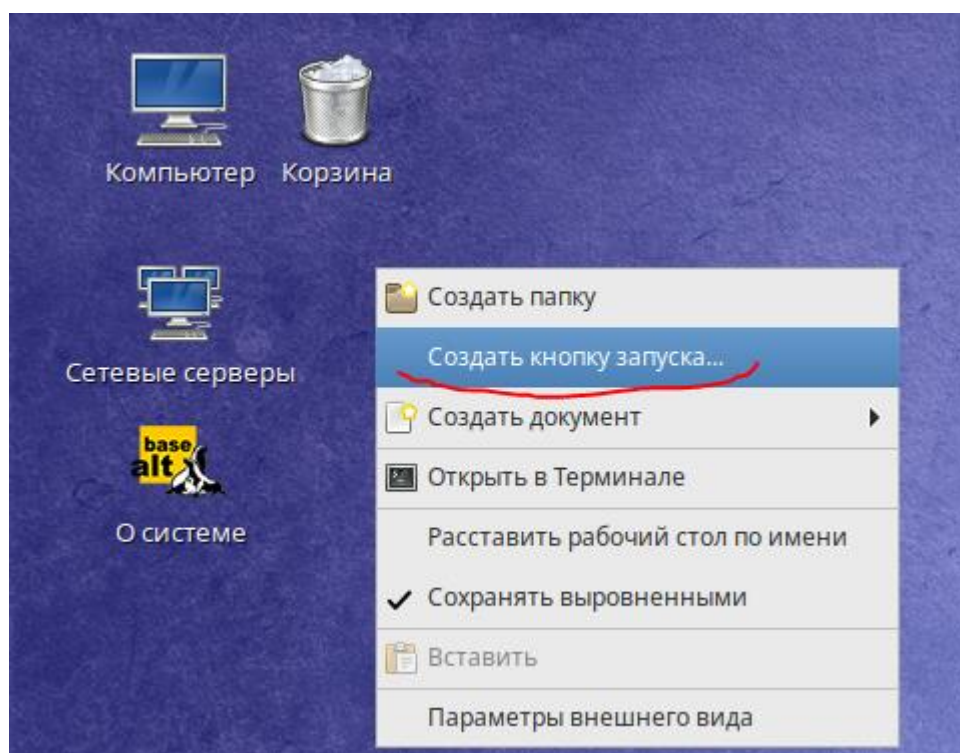 Компьютер
Корзина
Сетевые серверы
base
alt
О системе
Создать папку
Создать кнопку запуска...
Создать документ
Открыть в Терминале
Расставить рабочий стол по имени
Сохранять выровненными
Вставить
Параметры внешнего вида